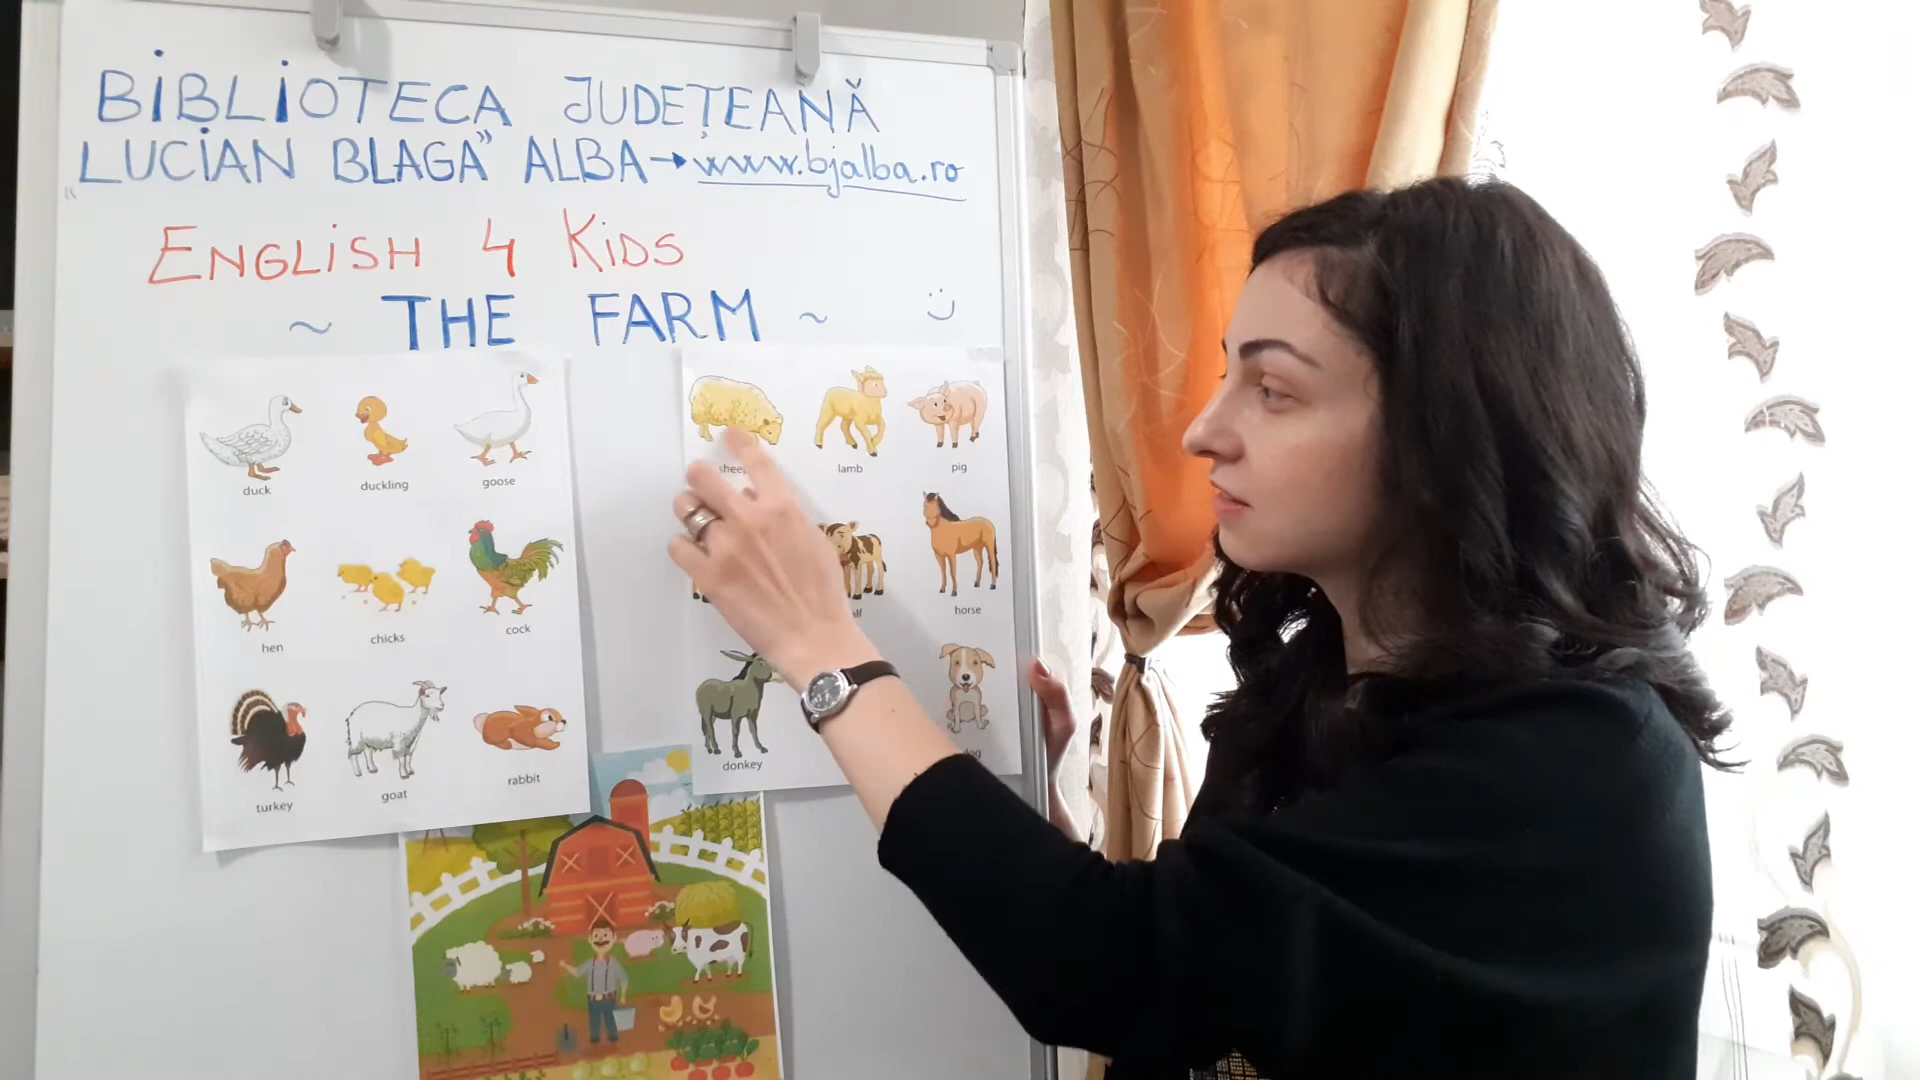 BIBLIOTECA JUDEȚEANĂ
„LUCIAN BLAGA” ALBA→www.bjalba.ro
ENGLISH 4 KIDS
~ THE FARM ~ :)
duck duckling goose
hen chicks cock
turkey goat rabbit
sheep lamb pig
horse
donkey